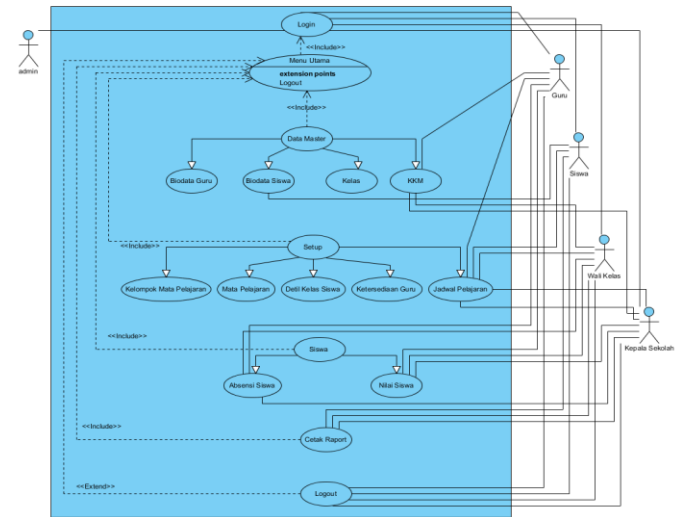 Login
<<Include>>
admin
Menu Utama
extension points
Logout
Guru
<<Include>>
Data Master
Siswa
Biodata Guru
Biodata Siswa
Kelas
KKM
<<Include>>
Setup
Wali Kelas
Kelompok Mata Pelajaran
Mata Pelajaran
Detil Kelas Siswa
Ketersediaan Guru
Jadwal Pelajaran
<<Include>>
Siswa
Kepala Sekolah
Absensi Siswa
Nilai Siswa
<<Include>>
Cetak Raport
<<Extend>>
Logout